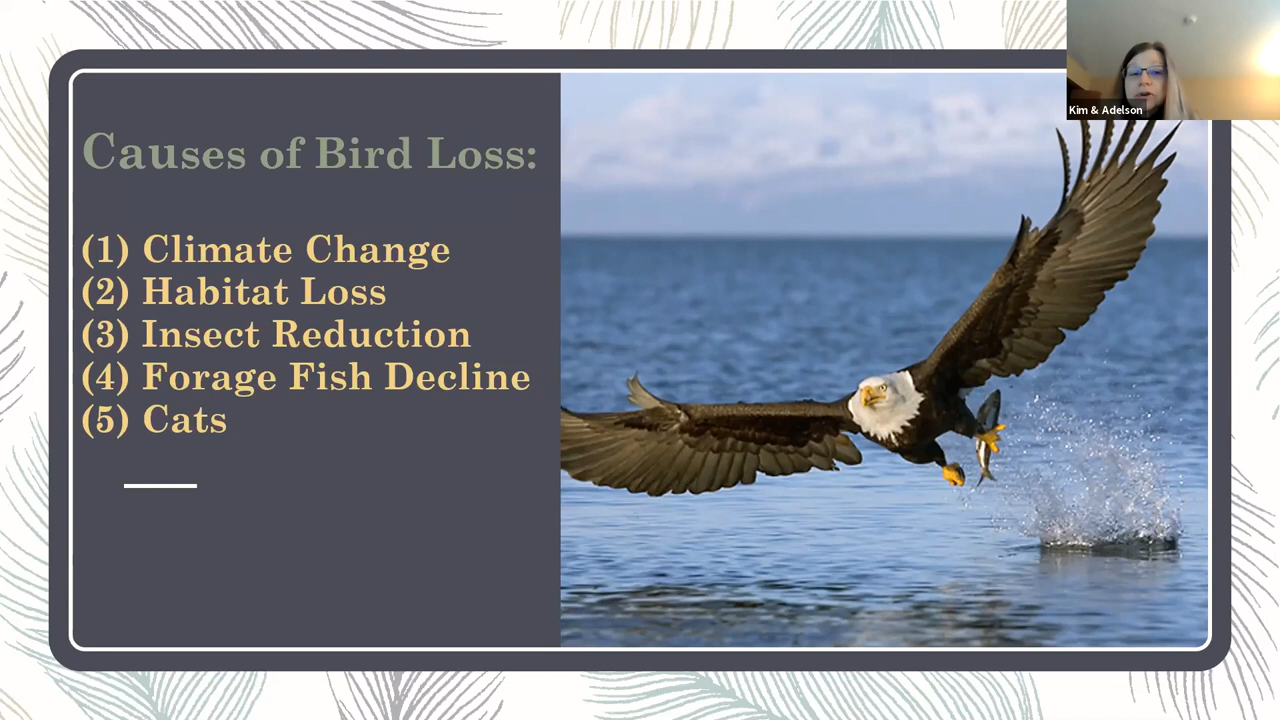 Causes of Bird Loss:
(1) Climate Change
(2) Habitat Loss
(3) Insect Reduction
(4) Forage Fish Decline
(5) Cats
Kim & Adelson